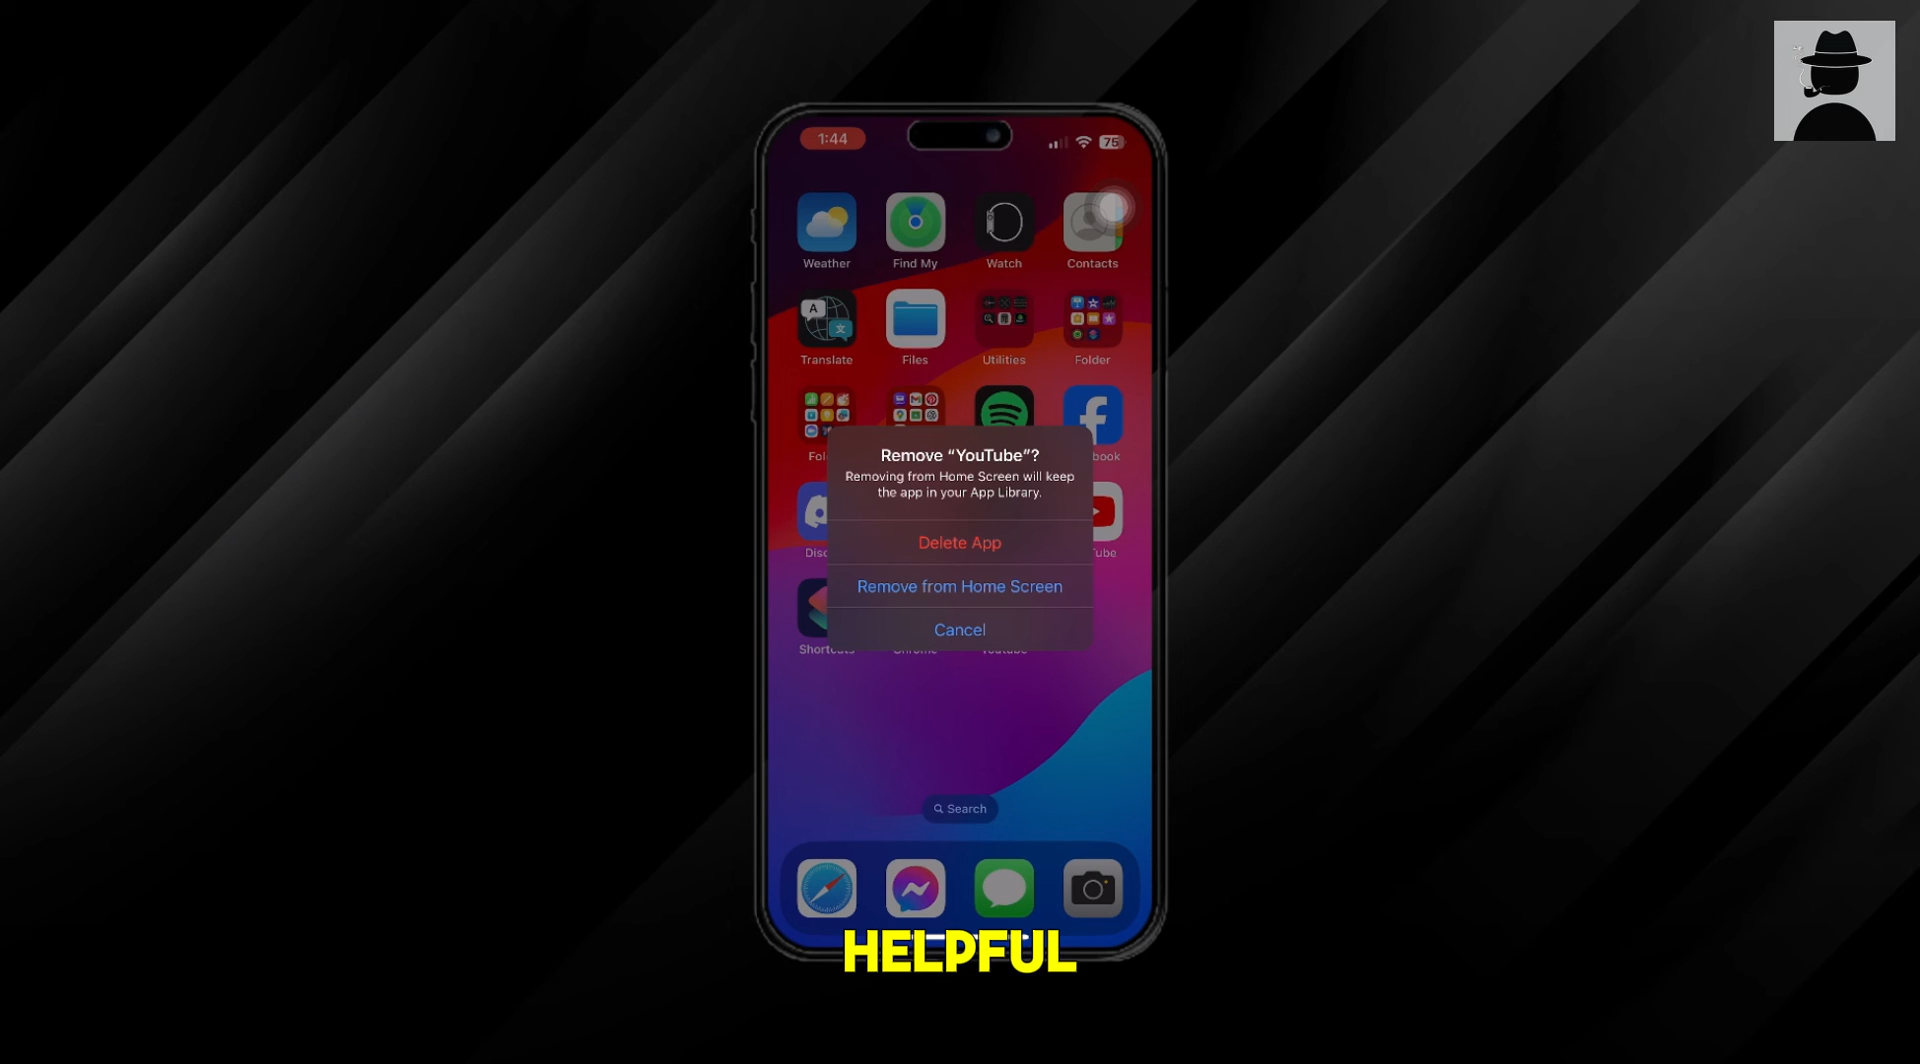 1:44
75
Weather Find My Watch Contacts
A
文
Translate Files Utilities Folder
Remove “YouTube”?
Removing from Home Screen will keep
the app in your App Library.
Delete App
Remove from Home Screen
Cancel
Search
HELPFUL